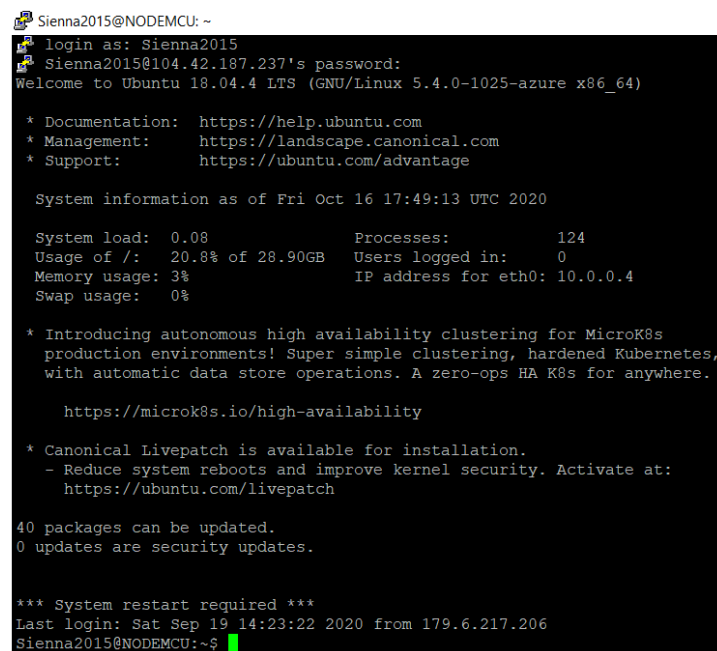 Sienna2015@NODEMCU: ~
login as: Sienna2015
Sienna2015@104.42.187.237's password:
Welcome to Ubuntu 18.04.4 LTS (GNU/Linux 5.4.0-1025-azure x86_64)
* Documentation:  https://help.ubuntu.com
* Management:     https://landscape.canonical.com
* Support:        https://ubuntu.com/advantage
System information as of Fri Oct 16 17:49:13 UTC 2020
System load:  0.08                Processes:           124
Usage of /:   20.8% of 28.90GB   Users logged in:     0
Memory usage: 3%                  IP address for eth0: 10.0.0.4
Swap usage:   0%
* Introducing autonomous high availability clustering for MicroK8s
production environments! Super simple clustering, hardened Kubernetes,
with automatic data store operations. A zero-ops HA K8s for anywhere.
https://microk8s.io/high-availability
* Canonical Livepatch is available for installation.
- Reduce system reboots and improve kernel security. Activate at:
https://ubuntu.com/livepatch
40 packages can be updated.
0 updates are security updates.
*** System restart required ***
Last login: Sat Sep 19 14:23:22 2020 from 179.6.217.206
Sienna2015@NODEMCU:~$